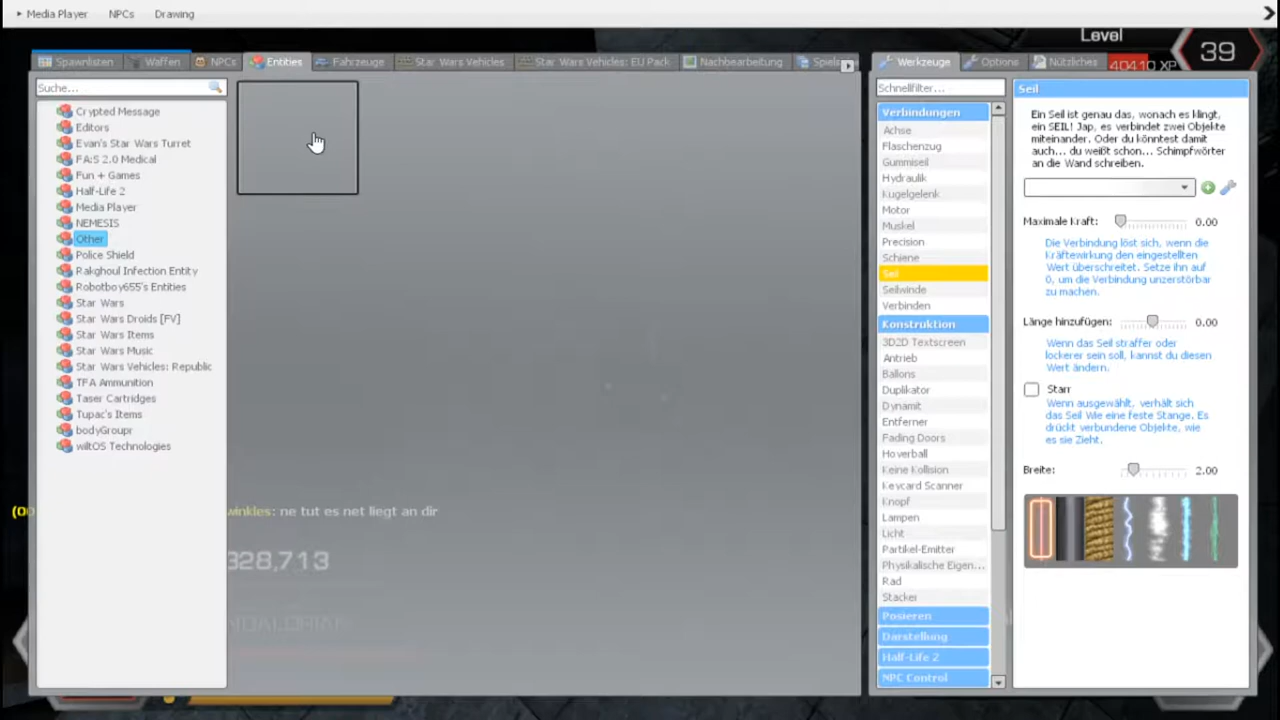 Media Player NPCs Drawing
Level
39
40410 XP
Spawnlisten Waffen NPCs Entities Fahrzeuge Star Wars Vehicles Star Wars Vehicles: EU Pack Nachbearbeitung
Werkzeuge Optionen Nützliches
Suche...
Crypted Message
Editors
Evan's Star Wars Turret
FA:S 2.0 Medical
Fun + Games
Half-Life 2
Media Player
NEMESIS
Other
Police Shield
Rakghoul Infection Entity
Robotboy655's Entities
Star Wars
Star Wars Droids [FV]
Star Wars Items
Star Wars Music
Star Wars Vehicles: Republic
TFA Ammunition
Taser Cartridges
Tupac's Items
bodyGroupr
wiltOS Technologies
winkles: ne tut es net liegt an dir
328,713
Schnellfilter...
Verbindungen
Achse
Flaschenzug
Gummiseil
Hydraulik
Kugelgelenk
Motor
Muskel
Precision
Schiene
Seil
Seilwinde
Verbinden
Konstruktion
3D2D Textscreen
Antrieb
Ballons
Duplikator
Dynamit
Entferner
Fading Doors
Hoverball
Keine Kollision
Keycard Scanner
Knopf
Lampen
Licht
Partikel-Emitter
Physikalische Eigen...
Rad
Stacker
Posieren
Darstellung
Half-Life 2
NPC Control
Seil
Ein Seil ist genau das, wonach es klingt,
ein SEIL! Jap, es verbindet zwei Objekte
miteinander. Oder du könntest damit
auch... du weißt schon... Schimpfwörter
an die Wand schreiben.
Maximale Kraft: 0.00
Die Verbindung löst sich, wenn die
Kräftewirkung den eingestellten
Wert überschreitet. Setze ihn auf
0, um die Verbindung unzerstörbar
zu machen.
Länge hinzufügen: 0.00
Wenn das Seil straffer oder
lockerer sein soll, kannst du diesen
Wert ändern.
Starr
Wenn ausgewählt, verhält sich
das Seil Wie eine feste Stange. Es
drückt verbundene Objekte, wie
es sie Zieht.
Breite: 2.00